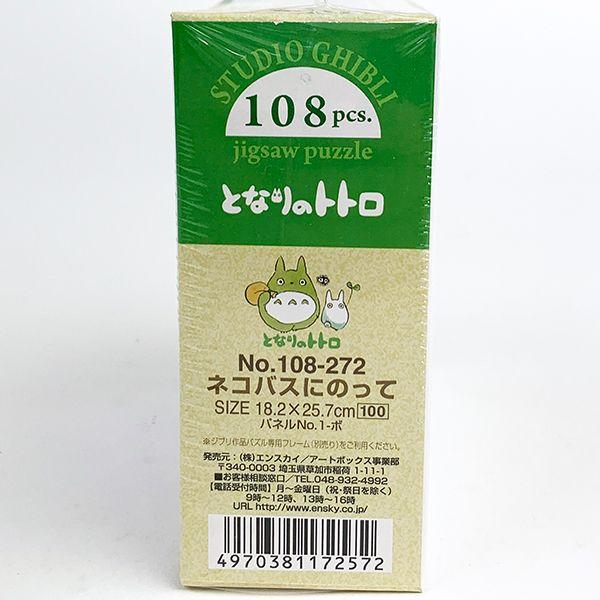 STUDIO GHIBLI
108pcs.
jigsaw puzzle
となりのトトロ
となりのトトロ
No.108-272
ネコバスにのって
SIZE 18.2×25.7cm 100
パネルNo.1-ボ
※ジブリ作品パズル専用フレーム(別売り)をご利用ください。
発売元:(株)エンスカイ/アートボックス事業部
〒340-0003 埼玉県草加市稲荷 1-11-1
■お客様相談窓口/TEL.048-932-4992
【電話受付時間】月〜金曜日(祝・祭日を除く)
9時〜12時、13時〜16時
URL http://www.ensky.co.jp/
4970381172572